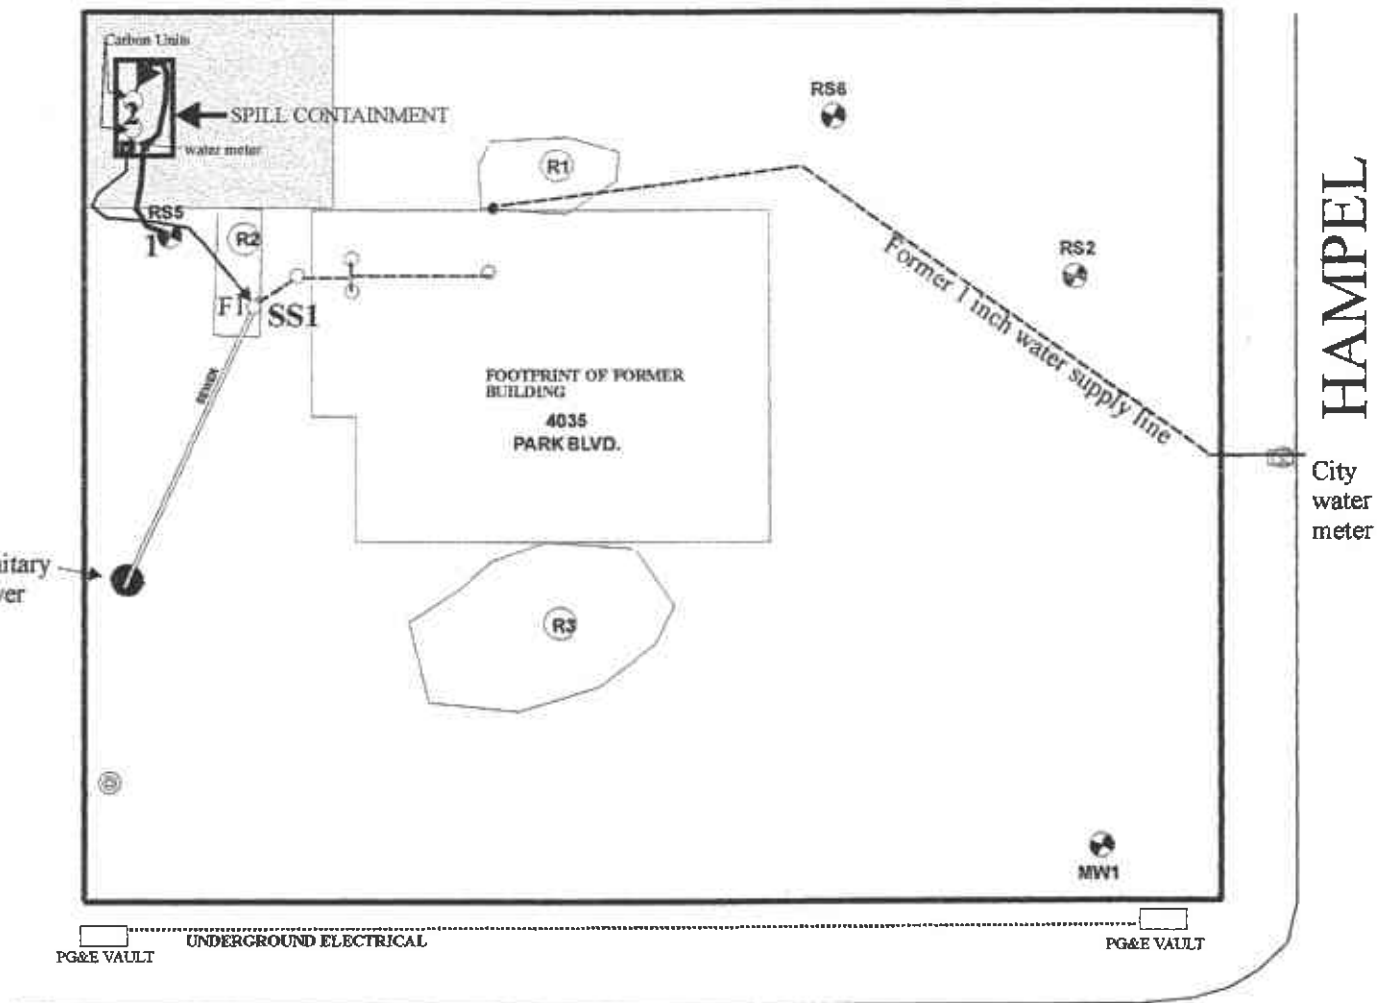 Carbon Units
2
SPILL CONTAINMENT
water meter
RS6
R1
RS5
1
R2
RS2
HAMPEL
F1
SS1
Former 1 inch water supply line
SEWER
FOOTPRINT OF FORMER
BUILDING
4035
PARK BLVD.
City
water
meter
R3
MW1
UNDERGROUND ELECTRICAL
PG&E VAULT
PG&E VAULT